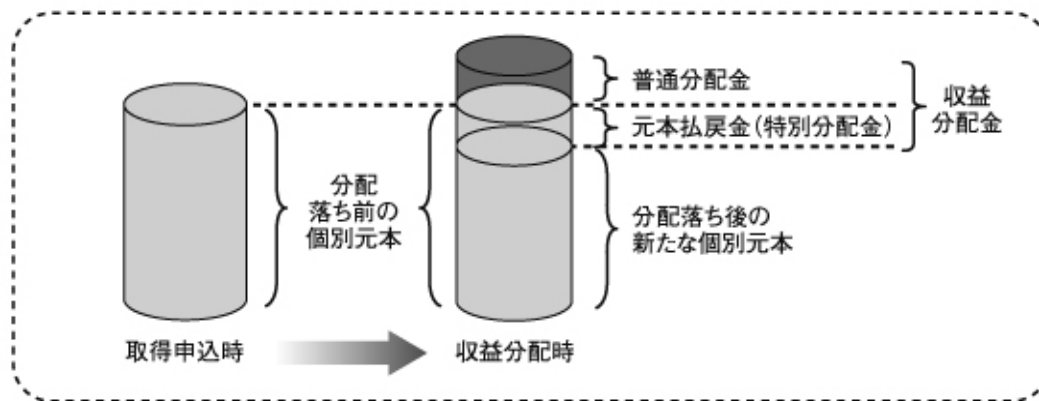 普通分配金
収益
分配金
元本払戻金(特別分配金)
分配
落ち前の
個別元本
分配落ち後の
新たな個別元本
取得申込時
収益分配時